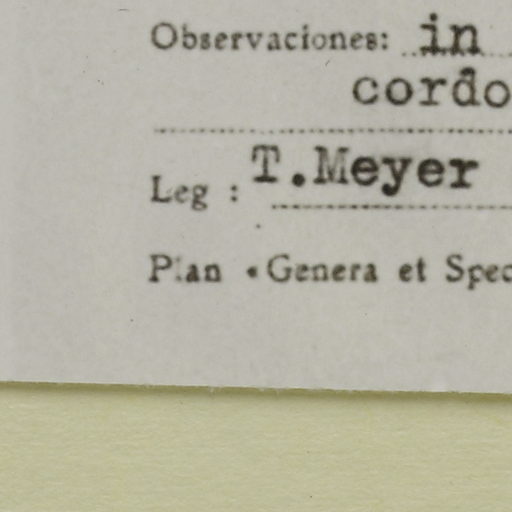 Observaciones: in
cordo
Leg : T.Meyer
Plan «Genera et Spec